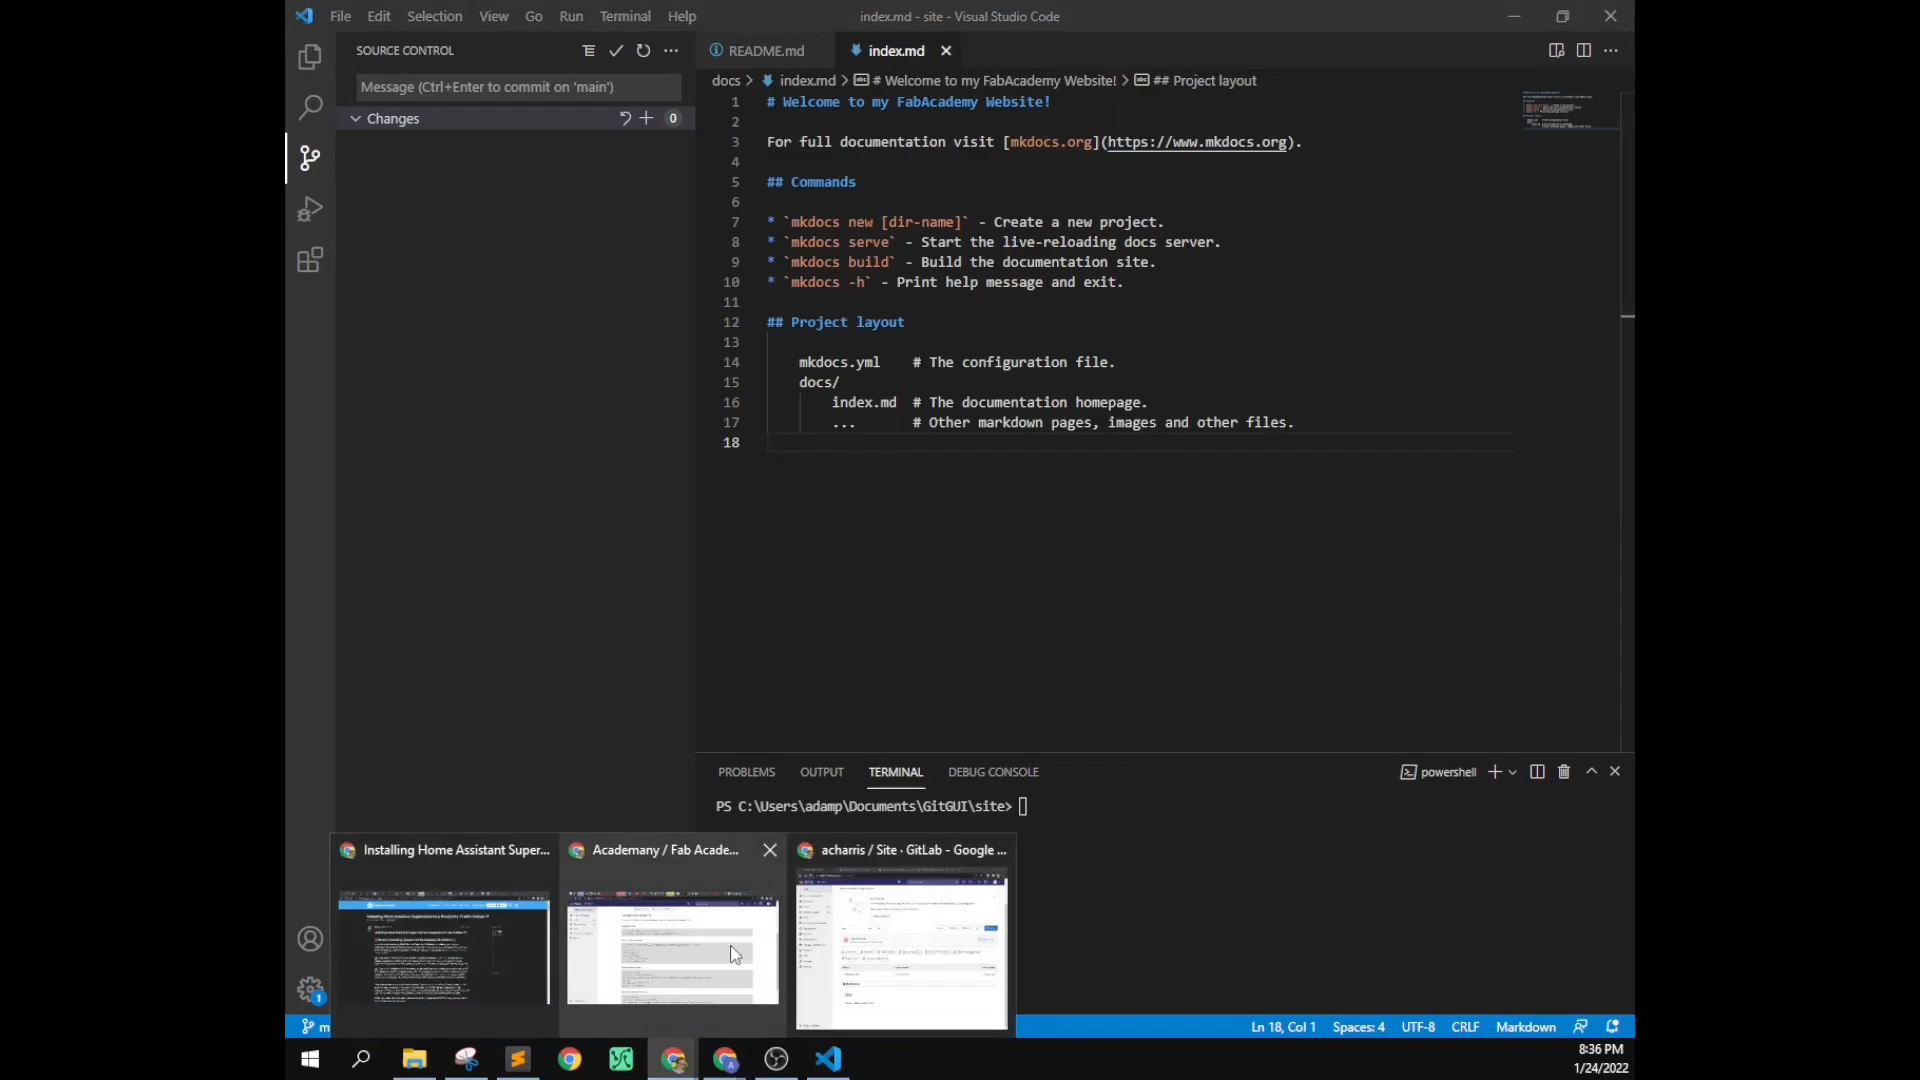 File Edit Selection View Go Run Terminal Help
index.md - site - Visual Studio Code
SOURCE CONTROL
README.md
index.md
Message (Ctrl+Enter to commit on 'main')
docs > index.md > # Welcome to my FabAcademy Website! > ## Project layout
Changes
0
1 # Welcome to my FabAcademy Website!
2
3 For full documentation visit [mkdocs.org](https://www.mkdocs.org).
4
5 ## Commands
6
7 * `mkdocs new [dir-name]` - Create a new project.
8 * `mkdocs serve` - Start the live-reloading docs server.
9 * `mkdocs build` - Build the documentation site.
10 * `mkdocs -h` - Print help message and exit.
11
12 ## Project layout
13
14 mkdocs.yml # The configuration file.
15 docs/
16 index.md # The documentation homepage.
17 ... # Other markdown pages, images and other files.
18
PROBLEMS OUTPUT TERMINAL DEBUG CONSOLE
powershell
PS C:\Users\adamp\Documents\GitGUI\site>
Installing Home Assistant Super...
Academany / Fab Acade...
acharris / Site · GitLab - Google ...
1
m
Ln 18, Col 1 Spaces: 4 UTF-8 CRLF Markdown
8:36 PM
1/24/2022